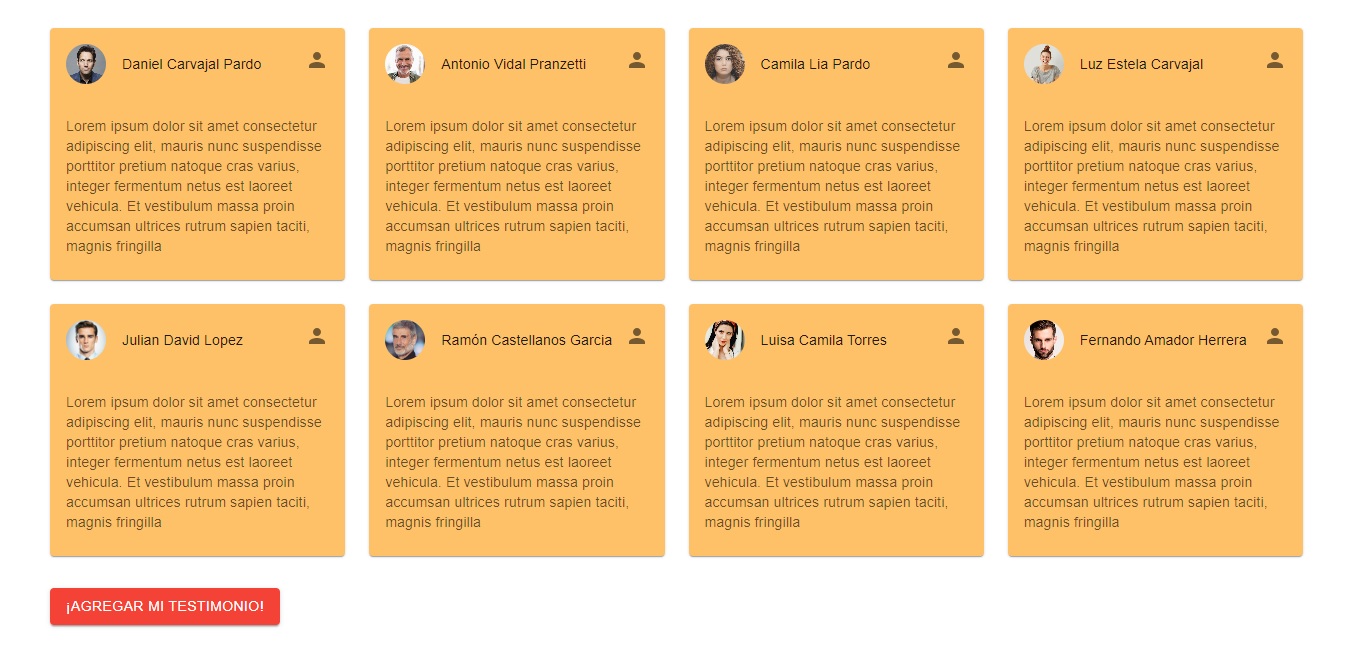 Daniel Carvajal Pardo
Lorem ipsum dolor sit amet consectetur
adipiscing elit, mauris nunc suspendisse
porttitor pretium natoque cras varius,
integer fermentum netus est laoreet
vehicula. Et vestibulum massa proin
accumsan ultrices rutrum sapien taciti,
magnis fringilla
Antonio Vidal Pranzetti
Lorem ipsum dolor sit amet consectetur
adipiscing elit, mauris nunc suspendisse
porttitor pretium natoque cras varius,
integer fermentum netus est laoreet
vehicula. Et vestibulum massa proin
accumsan ultrices rutrum sapien taciti,
magnis fringilla
Camila Lia Pardo
Lorem ipsum dolor sit amet consectetur
adipiscing elit, mauris nunc suspendisse
porttitor pretium natoque cras varius,
integer fermentum netus est laoreet
vehicula. Et vestibulum massa proin
accumsan ultrices rutrum sapien taciti,
magnis fringilla
Luz Estela Carvajal
Lorem ipsum dolor sit amet consectetur
adipiscing elit, mauris nunc suspendisse
porttitor pretium natoque cras varius,
integer fermentum netus est laoreet
vehicula. Et vestibulum massa proin
accumsan ultrices rutrum sapien taciti,
magnis fringilla
Julian David Lopez
Lorem ipsum dolor sit amet consectetur
adipiscing elit, mauris nunc suspendisse
porttitor pretium natoque cras varius,
integer fermentum netus est laoreet
vehicula. Et vestibulum massa proin
accumsan ultrices rutrum sapien taciti,
magnis fringilla
Ramón Castellanos Garcia
Lorem ipsum dolor sit amet consectetur
adipiscing elit, mauris nunc suspendisse
porttitor pretium natoque cras varius,
integer fermentum netus est laoreet
vehicula. Et vestibulum massa proin
accumsan ultrices rutrum sapien taciti,
magnis fringilla
Luisa Camila Torres
Lorem ipsum dolor sit amet consectetur
adipiscing elit, mauris nunc suspendisse
porttitor pretium natoque cras varius,
integer fermentum netus est laoreet
vehicula. Et vestibulum massa proin
accumsan ultrices rutrum sapien taciti,
magnis fringilla
Fernando Amador Herrera
Lorem ipsum dolor sit amet consectetur
adipiscing elit, mauris nunc suspendisse
porttitor pretium natoque cras varius,
integer fermentum netus est laoreet
vehicula. Et vestibulum massa proin
accumsan ultrices rutrum sapien taciti,
magnis fringilla
¡AGREGAR MI TESTIMONIO!